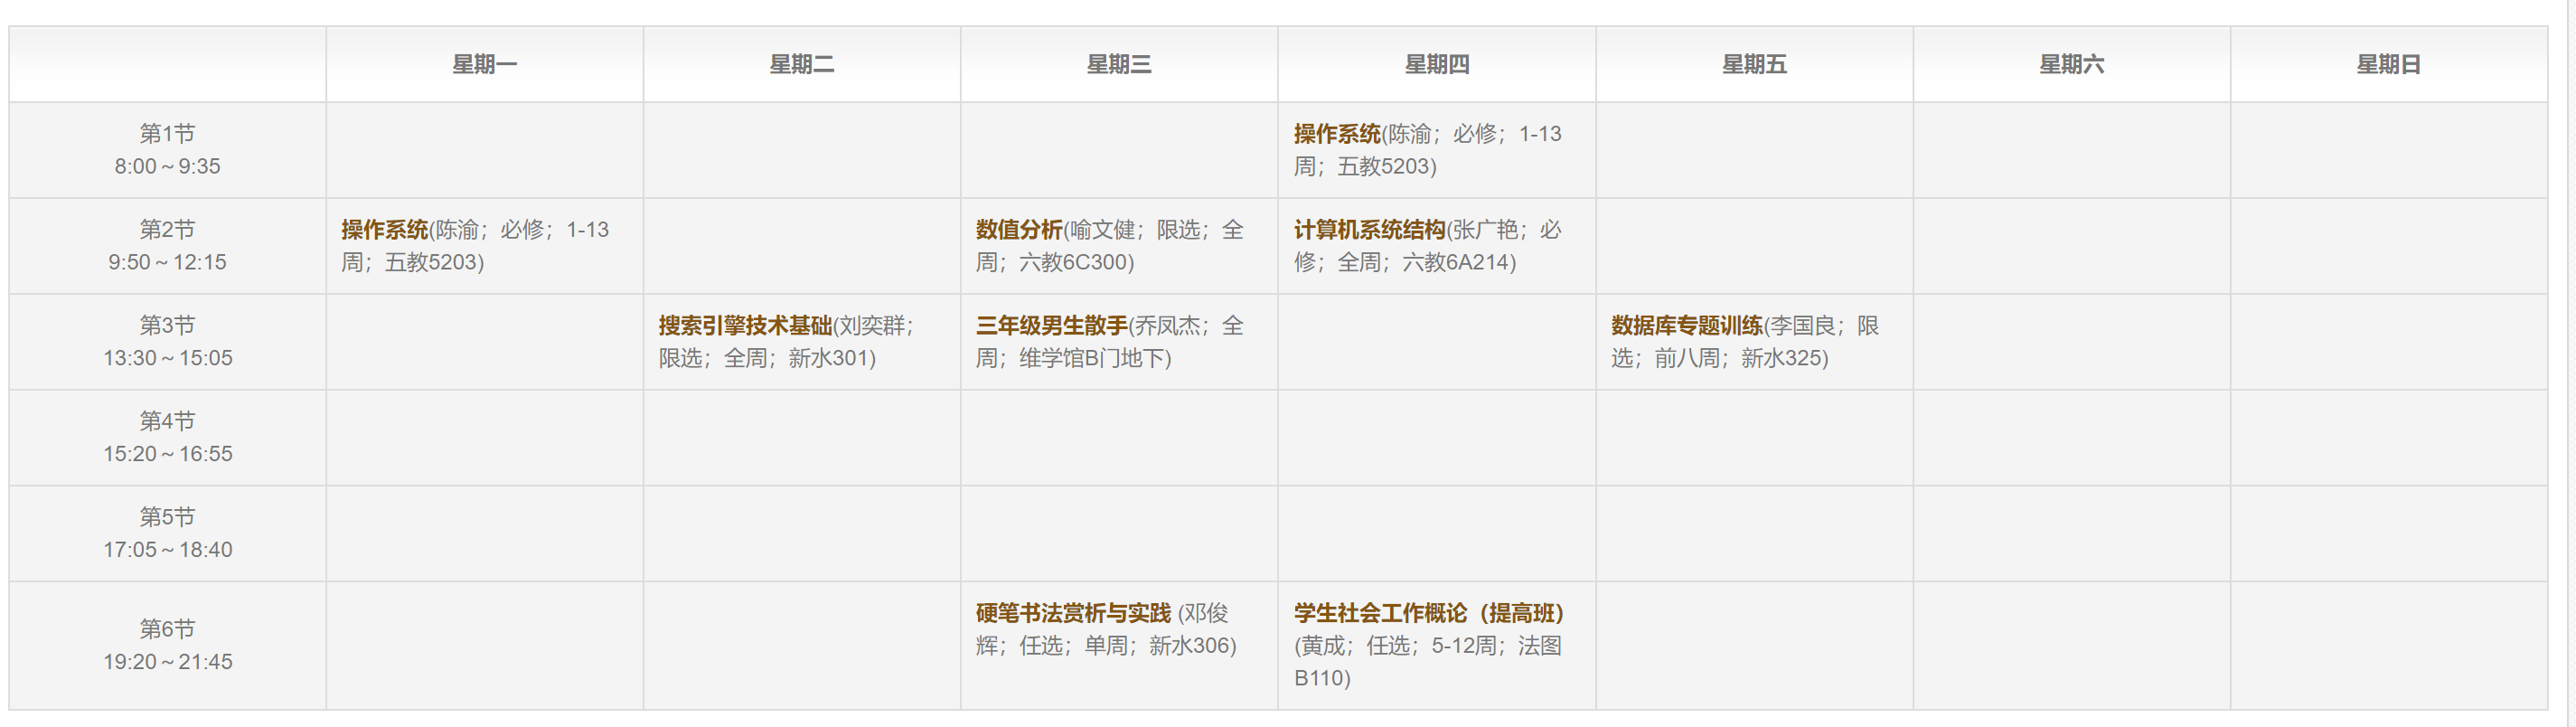 星期一 星期二 星期三 星期四 星期五 星期六 星期日
第1节
8:00～9:35
操作系统(陈渝；必修；1-13
周；五教5203)
第2节
9:50～12:15
操作系统(陈渝；必修；1-13
周；五教5203)
数值分析(喻文健；限选；全
周；六教6C300)
计算机系统结构(张广艳；必
修；全周；六教6A214)
第3节
13:30～15:05
搜索引擎技术基础(刘奕群；
限选；全周；新水301)
三年级男生散手(乔凤杰；全
周；维学馆B门地下)
数据库专题训练(李国良；限
选；前八周；新水325)
第4节
15:20～16:55
第5节
17:05～18:40
第6节
19:20～21:45
硬笔书法赏析与实践 (邓俊
辉；任选；单周；新水306)
学生社会工作概论（提高班）
(黄成；任选；5-12周；法图
B110)